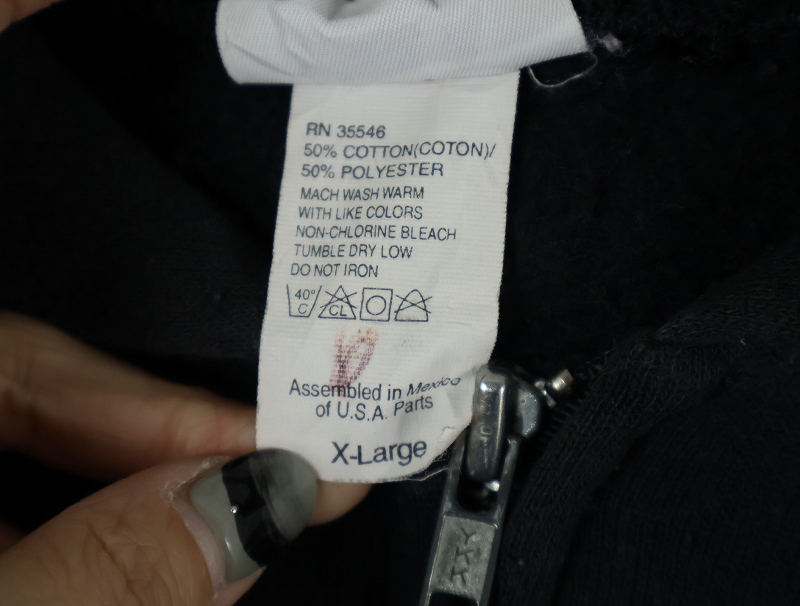 RN 35546
50% COTTON(COTON)/
50% POLYESTER
MACH WASH WARM
WITH LIKE COLORS
NON-CHLORINE BLEACH
TUMBLE DRY LOW
DO NOT IRON
40°
C
CL
Assembled in Mexico
of U.S.A. Parts
X-Large